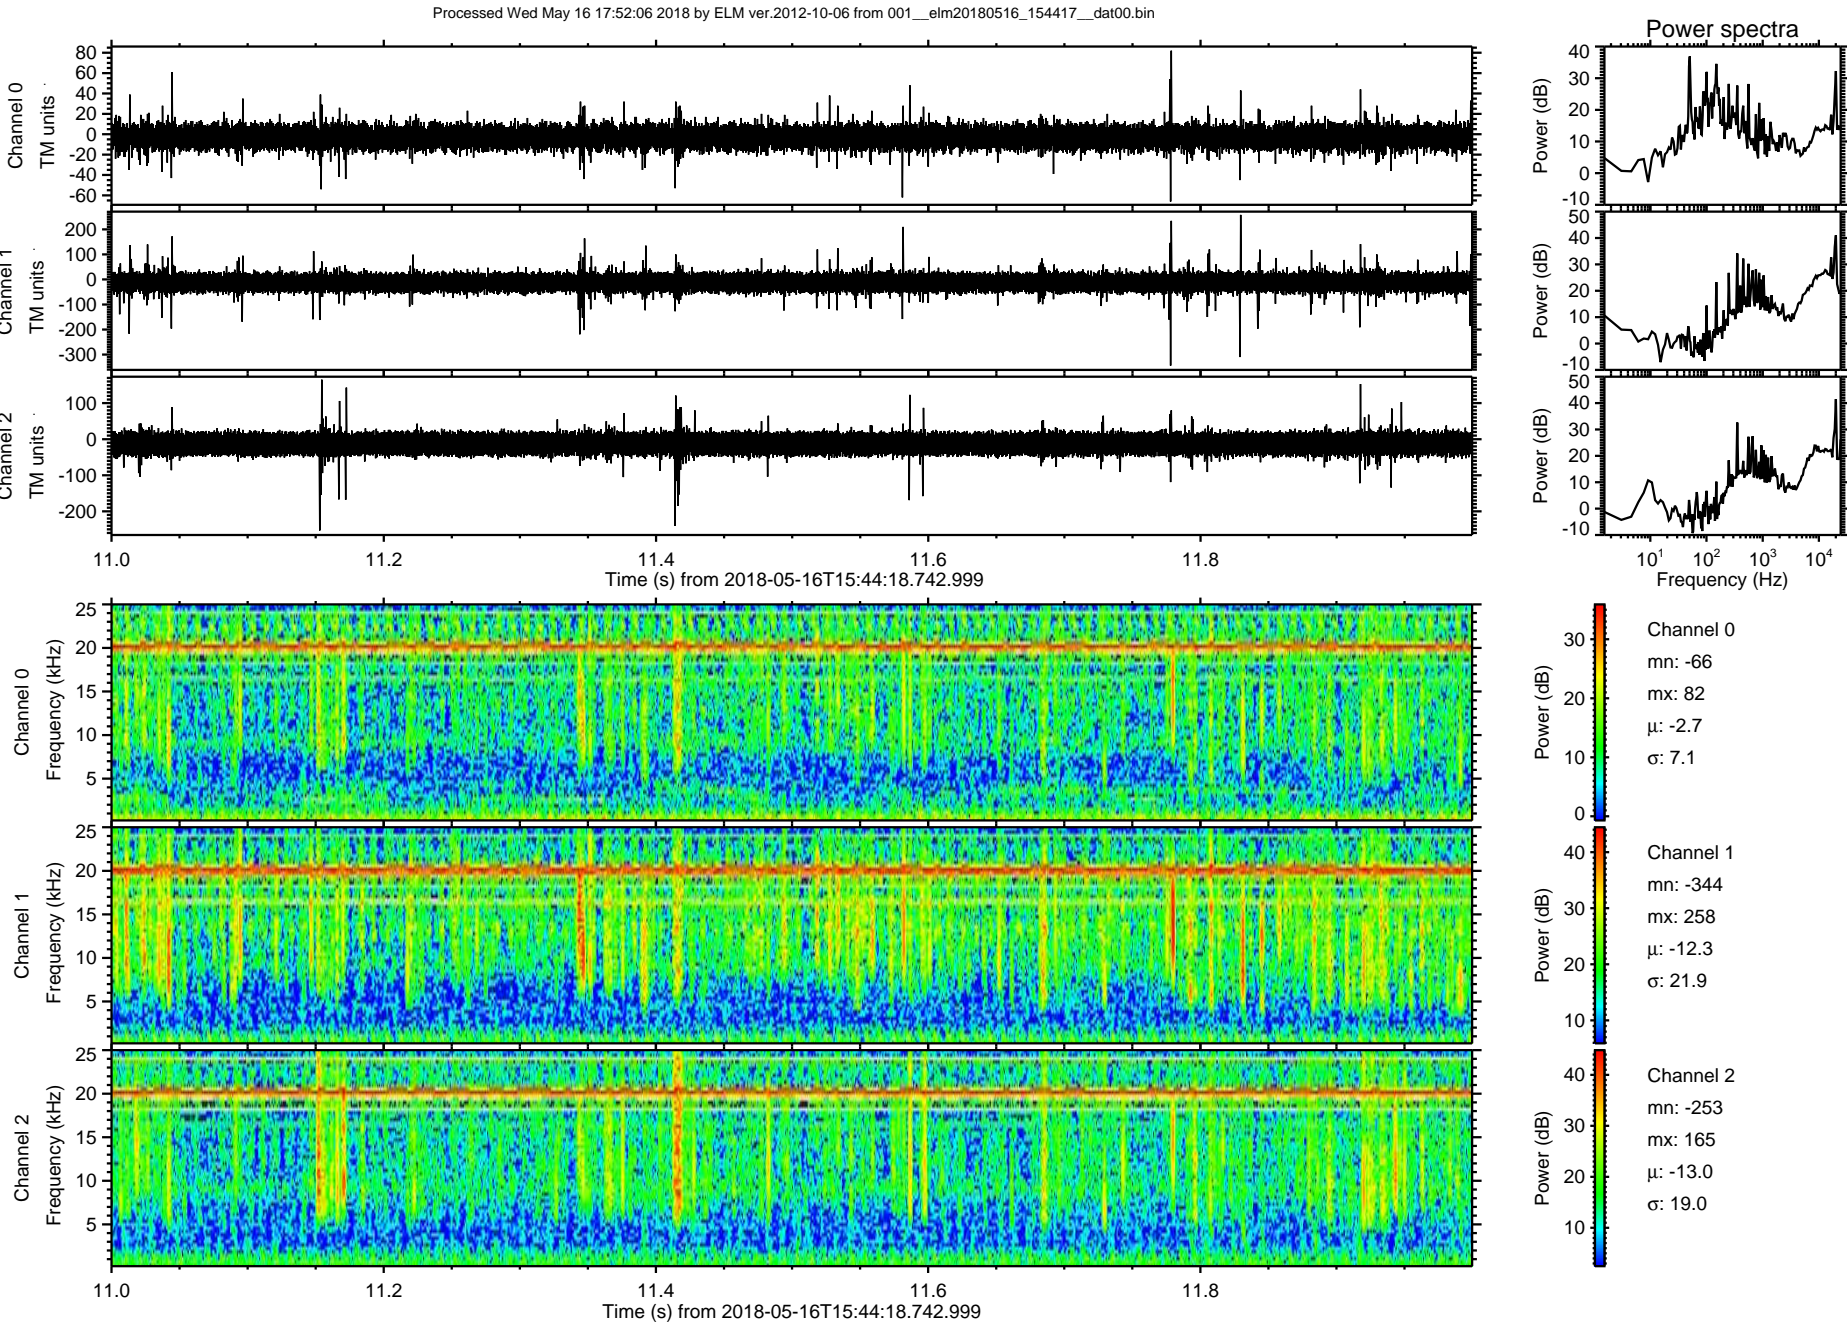 Processed Wed May 16 17:52:06 2018 by ELM ver.2012-10-06 from 001__elm20180516_154417__dat00.bin
Power spectra
Channel 0
TM units
80
60
40
20
0
-20
-40
-60
Power (dB)
40
30
20
10
0
-10
Channel 1
TM units
200
100
0
-100
-200
-300
Power (dB)
50
40
30
20
10
0
-10
Channel 2
TM units
100
0
-100
-200
Power (dB)
50
40
30
20
10
0
-10
11.0 11.2 11.4 11.6 11.8
Time (s) from 2018-05-16T15:44:18.742.999
10^1 10^2 10^3 10^4
Frequency (Hz)
Channel 0
Frequency (kHz)
25
20
15
10
5
Power (dB)
30
20
10
0
Channel 0
mn: -66
mx: 82
μ: -2.7
σ: 7.1
Channel 1
Frequency (kHz)
25
20
15
10
5
Power (dB)
40
30
20
10
Channel 1
mn: -344
mx: 258
μ: -12.3
σ: 21.9
Channel 2
Frequency (kHz)
25
20
15
10
5
Power (dB)
40
30
20
10
Channel 2
mn: -253
mx: 165
μ: -13.0
σ: 19.0
11.0 11.2 11.4 11.6 11.8
Time (s) from 2018-05-16T15:44:18.742.999